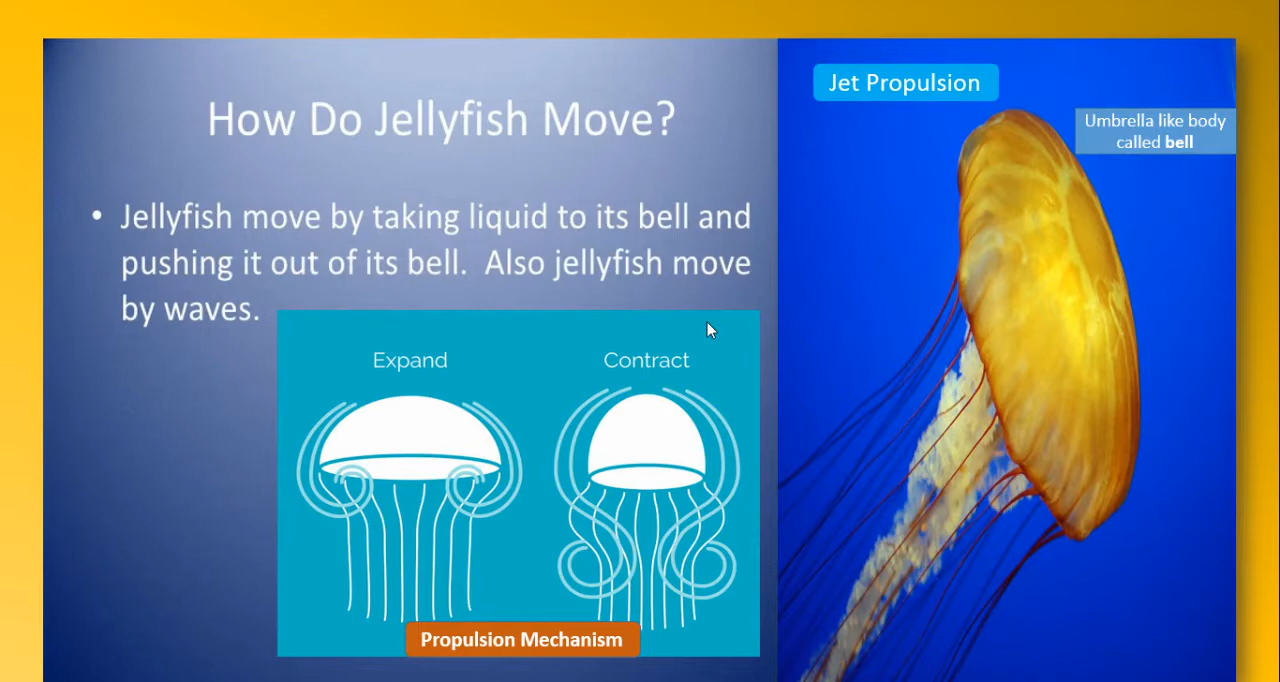 How Do Jellyfish Move?
• Jellyfish move by taking liquid to its bell and
pushing it out of its bell.  Also jellyfish move
by waves.
Expand
Contract
Propulsion Mechanism
Jet Propulsion
Umbrella like body
called bell